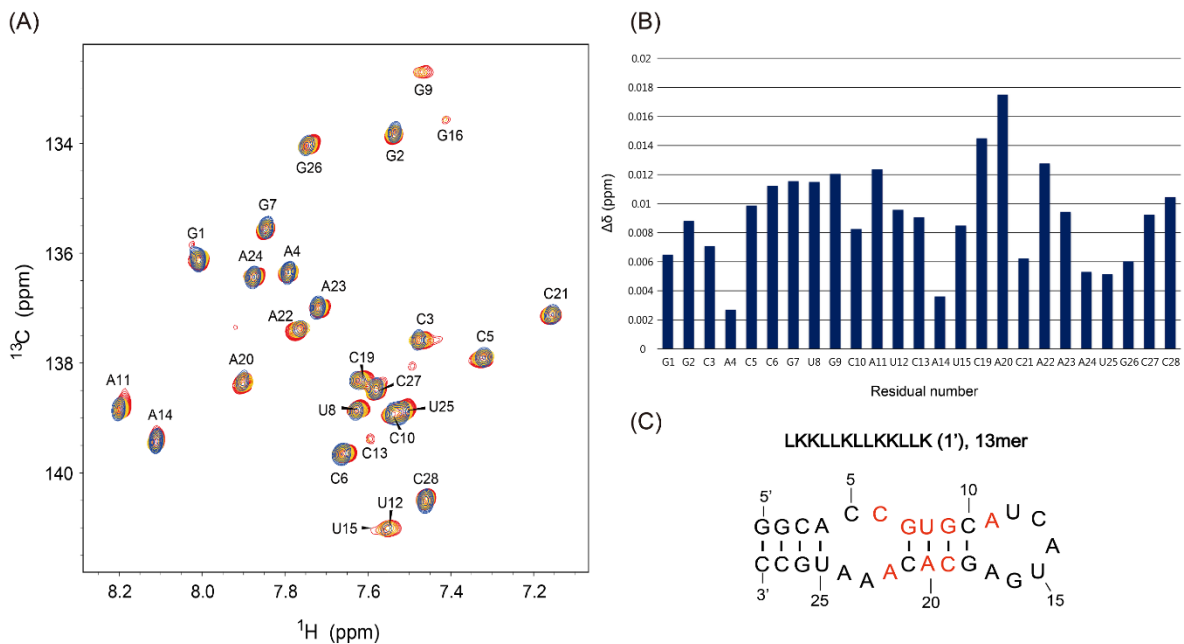 (A)
134
136
138
140
¹³C (ppm)
8.2 8.0 7.8 7.6 7.4 7.2
¹H (ppm)
G9
G16
G26
G2
G7
G1
A24
A4
A23
C21
A22
C3
C5
C19
A20
C27
A11
U8
U25
A14
C13
C10
C6
U12
C28
U15
(B)
0.02
0.018
0.016
0.014
0.012
0.01
0.008
0.006
0.004
0.002
0
Δδ (ppm)
G1 G2 C3 A4 C5 C6 G7 U8 G9 C10 A11 U12 C13 A14 U15 C19 A20 C21 A22 A23 A24 U25 G26 C27 C28
Residual number
(C)
LKKLLKLLKKLLK (1'), 13mer
5 10
5' G G C A C C G U G C A U C A
C C G U A A A C A C G A G U 15
3' 25 20